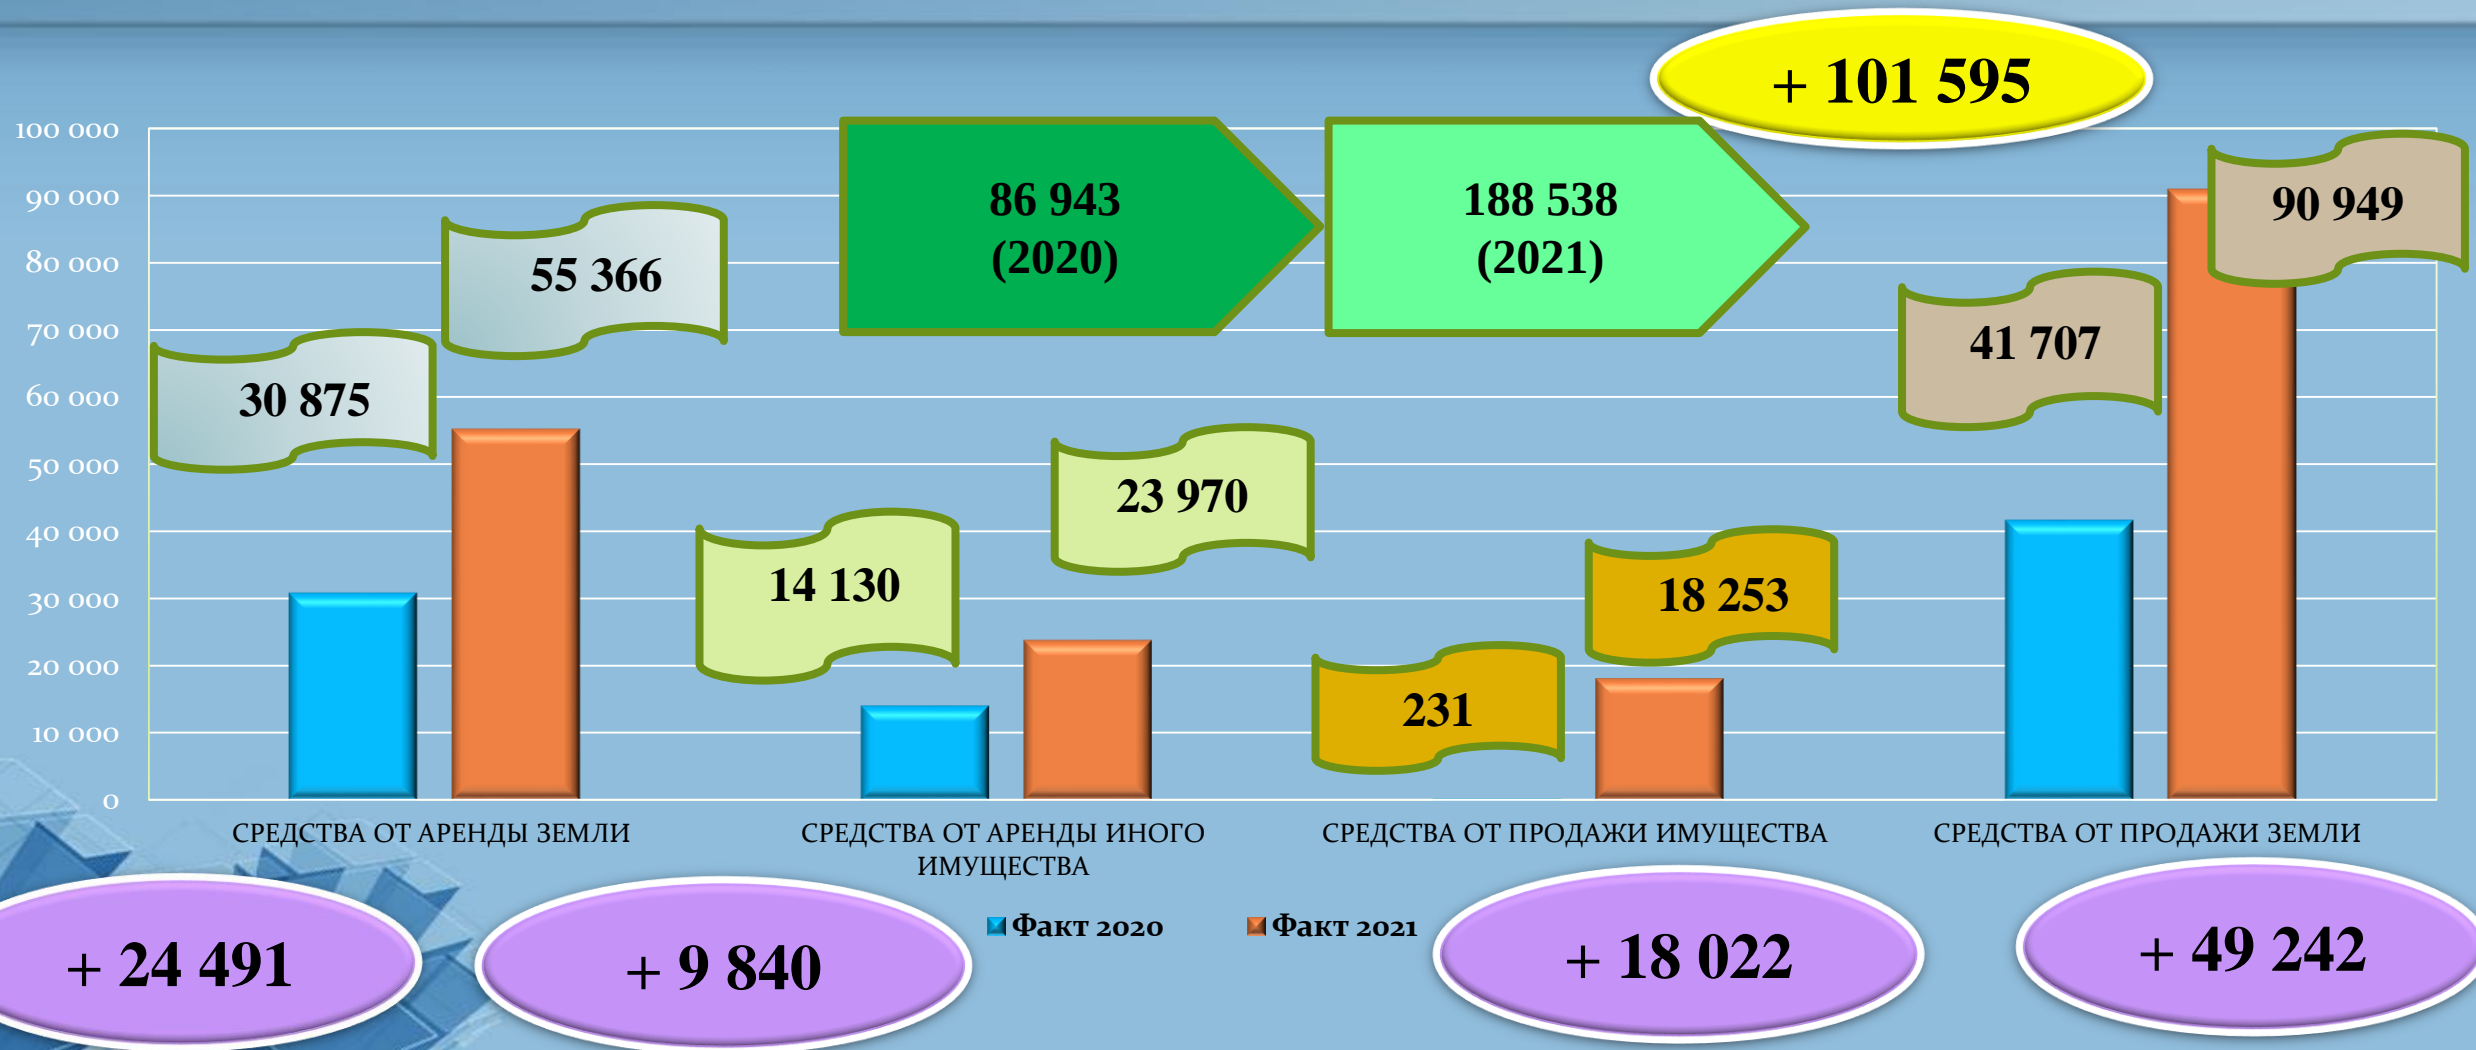 + 101 595
100 000
90 000
80 000
70 000
60 000
50 000
40 000
30 000
20 000
10 000
0
30 875
55 366
86 943
(2020)
188 538
(2021)
14 130
23 970
231
18 253
41 707
90 949
СРЕДСТВА ОТ АРЕНДЫ ЗЕМЛИ
СРЕДСТВА ОТ АРЕНДЫ ИНОГО
ИМУЩЕСТВА
СРЕДСТВА ОТ ПРОДАЖИ ИМУЩЕСТВА
СРЕДСТВА ОТ ПРОДАЖИ ЗЕМЛИ
Факт 2020
Факт 2021
+ 24 491
+ 9 840
+ 18 022
+ 49 242